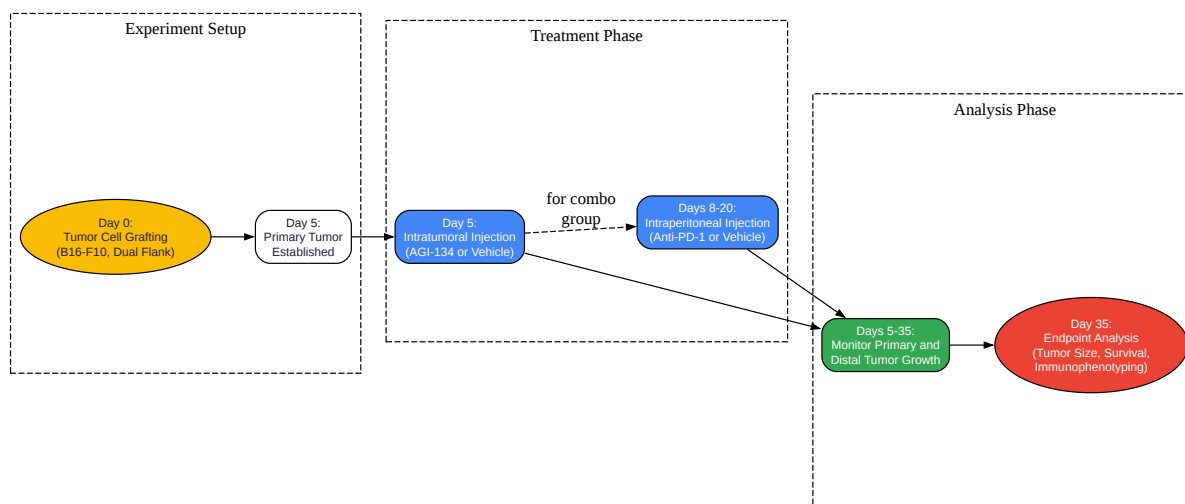 Experiment Setup
Day 0:
Tumor Cell Grafting
(B16-F10, Dual Flank)
Day 5:
Primary Tumor
Established
Treatment Phase
Day 5:
Intratumoral Injection
(AGI-134 or Vehicle)
for combo
group
Days 8-20:
Intraperitoneal Injection
(Anti-PD-1 or Vehicle)
Analysis Phase
Days 5-35:
Monitor Primary and
Distal Tumor Growth
Day 35:
Endpoint Analysis
(Tumor Size, Survival,
Immunophenotyping)